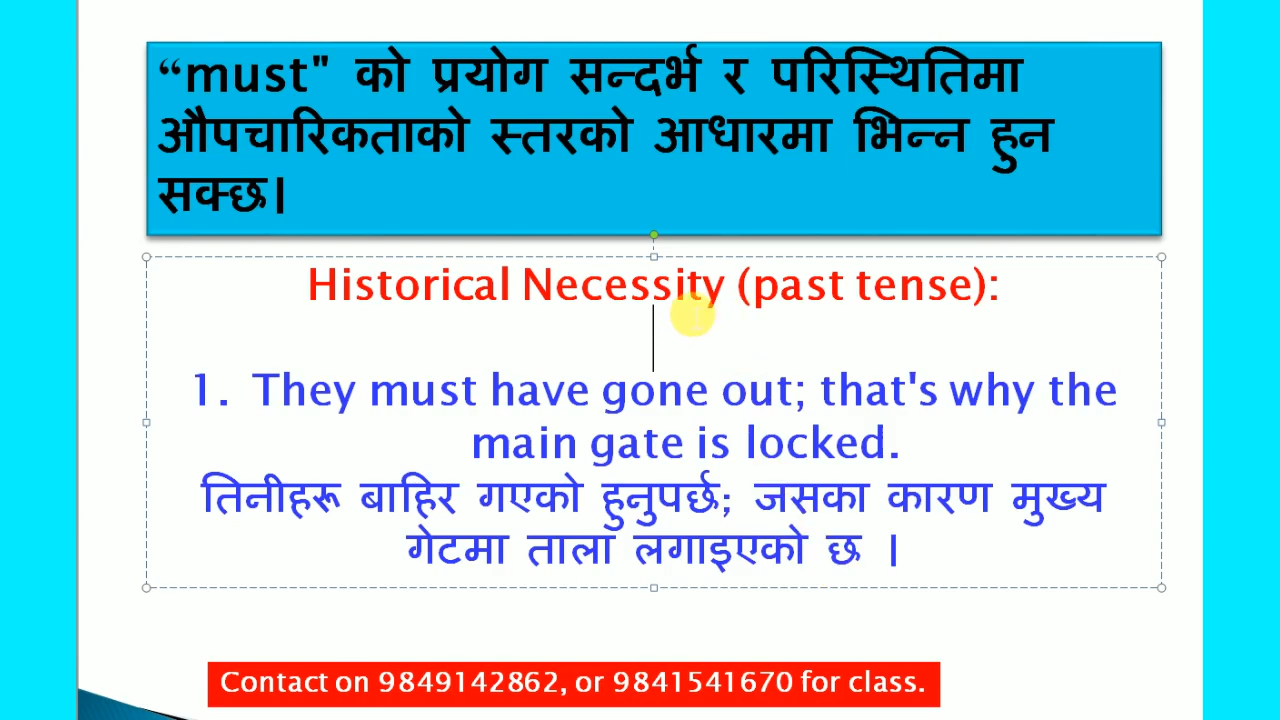 “must" को प्रयोग सन्दर्भ र परिस्थितिमा
औपचारिकताको स्तरको आधारमा भिन्न हुन
सक्छ।
Historical Necessity (past tense):
1. They must have gone out; that's why the
main gate is locked.
तिनीहरू बाहिर गएको हुनुपर्छ; जसका कारण मुख्य
गेटमा ताला लगाइएको छ ।
Contact on 9849142862, or 9841541670 for class.